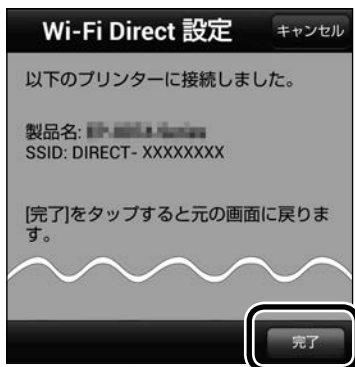 Wi-Fi Direct 設定
キャンセル
以下のプリンターに接続しました。
製品名:
SSID: DIRECT- XXXXXXXX
[完了]をタップすると元の画面に戻りま
す。
完了